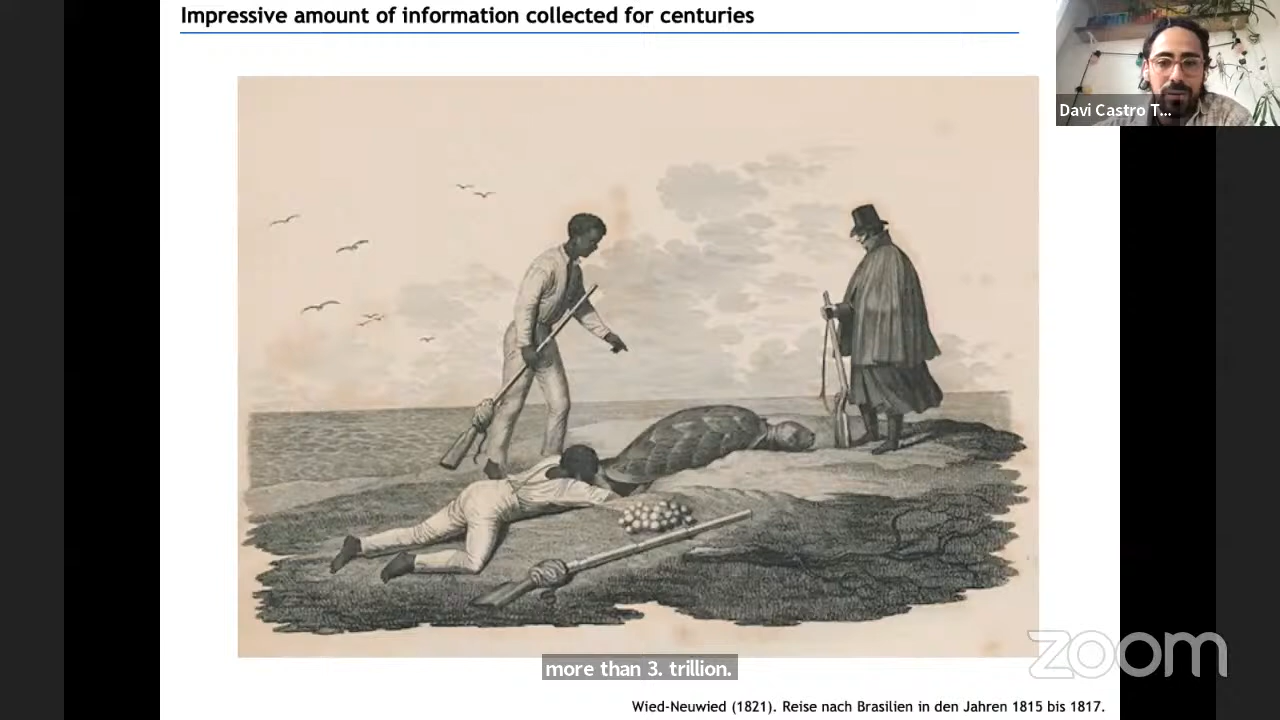 Impressive amount of information collected for centuries
Davi Castro T...
more than 3. trillion.
zoom
Wied-Neuwied (1821). Reise nach Brasilien in den Jahren 1815 bis 1817.